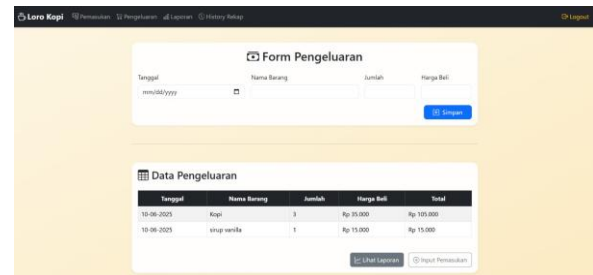 Loro Kopi Pemasukan Pengeluaran Laporan History Rekap Logout
Form Pengeluaran
Tanggal Nama Barang Jumlah Harga Beli
mm/dd/yyyy
Simpan
Data Pengeluaran
Tanggal Nama Barang Jumlah Harga Beli Total
10-06-2025 Kopi 3 Rp 35.000 Rp 105.000
10-06-2025 sirup vanilla 1 Rp 15.000 Rp 15.000
Lihat Laporan Input Pemasukan